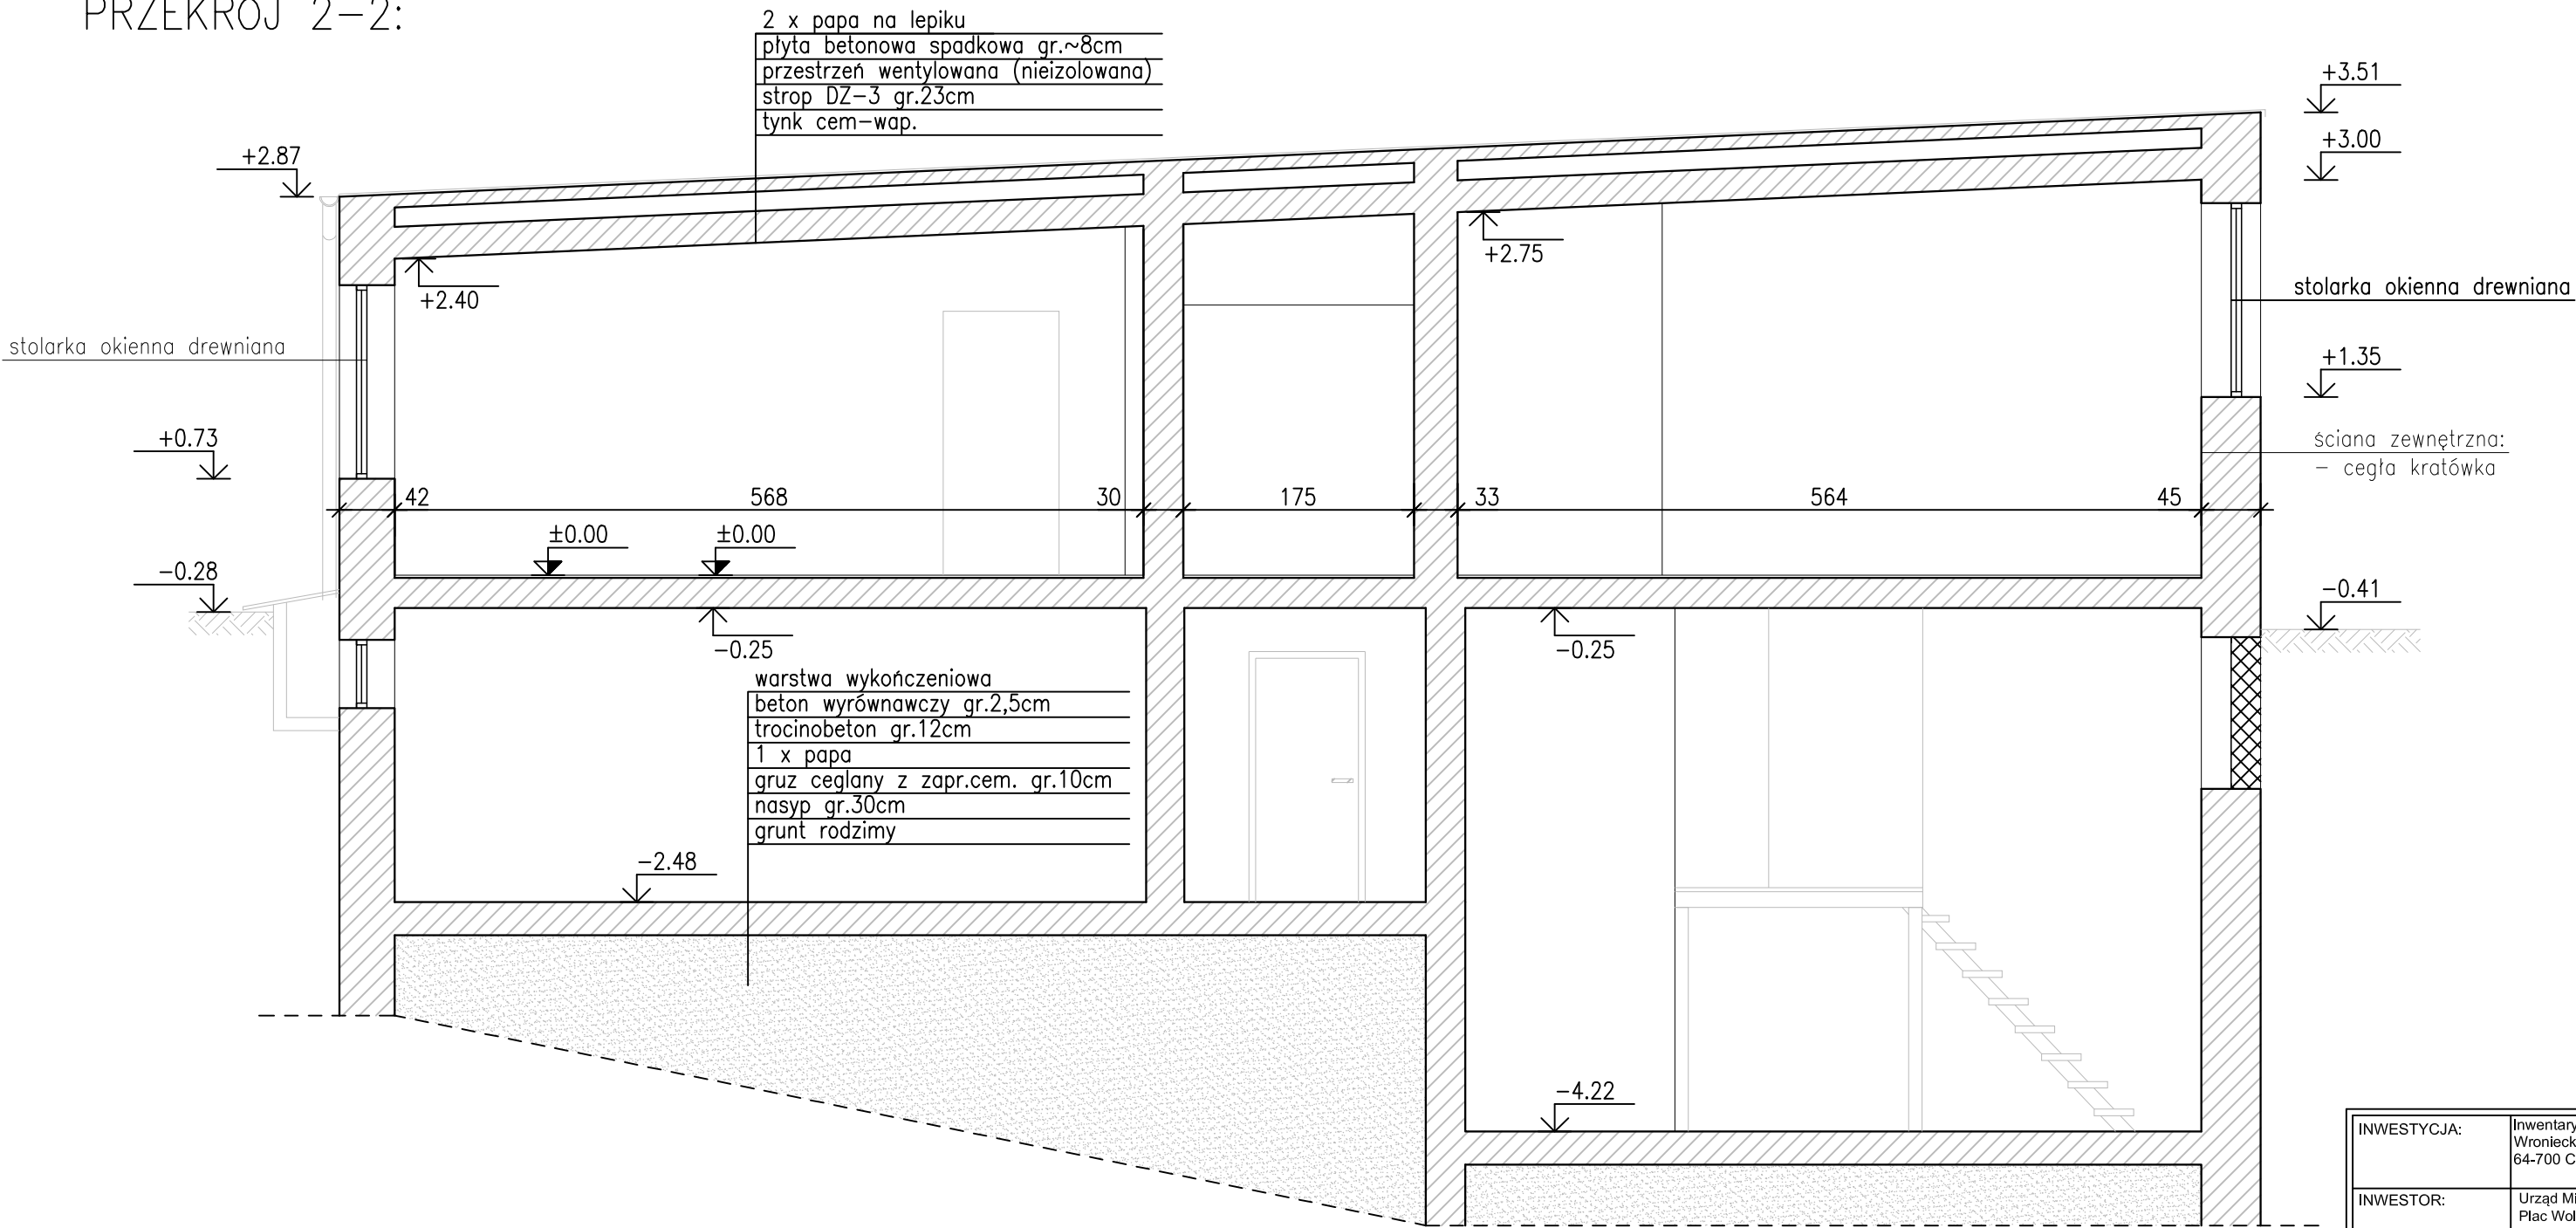 PRZEKRÓJ 2-2:
2 x papa na lepiku
płyta betonowa spadkowa gr.~8cm
przestrzeń wentylowana (nieizolowana)
strop DZ-3 gr.23cm
tynk cem-wap.
+3.51
+3.00
+2.87
+2.75
+2.40
stolarka okienna drewniana
stolarka okienna drewniana
+1.35
+0.73
ściana zewnętrzna:
- cegła kratówka
42
568
30
175
33
564
45
±0.00
±0.00
-0.28
-0.41
-0.25
-0.25
warstwa wykończeniowa
beton wyrównawczy gr.2,5cm
trocinobeton gr.12cm
1 x papa
gruz ceglany z zapr.cem. gr.10cm
nasyp gr.30cm
grunt rodzimy
-2.48
-4.22
INWESTYCJA:
Inwentary
Wronieck
64-700 C
INWESTOR:
Urząd Mi
Plac Wol